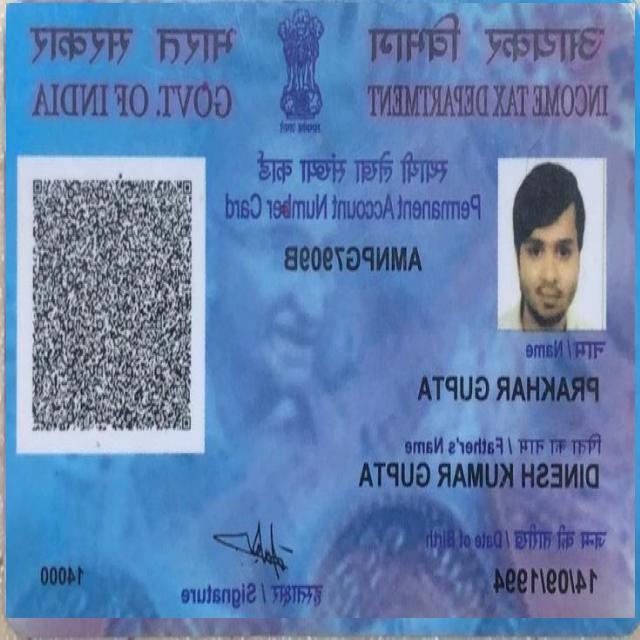 आयकर विभाग
INCOME TAX DEPARTMENT
भारत सरकार
GOVT. OF INDIA
सत्यमेव जयते
स्थायी लेखा संख्या कार्ड
Permanent Account Number Card
AMNPG7909B
नाम / Name
PRAKHAR GUPTA
पिता का नाम / Father's Name
DINESH KUMAR GUPTA
जन्म की तारीख / Date of Birth
14/09/1994
हस्ताक्षर / Signature
14000